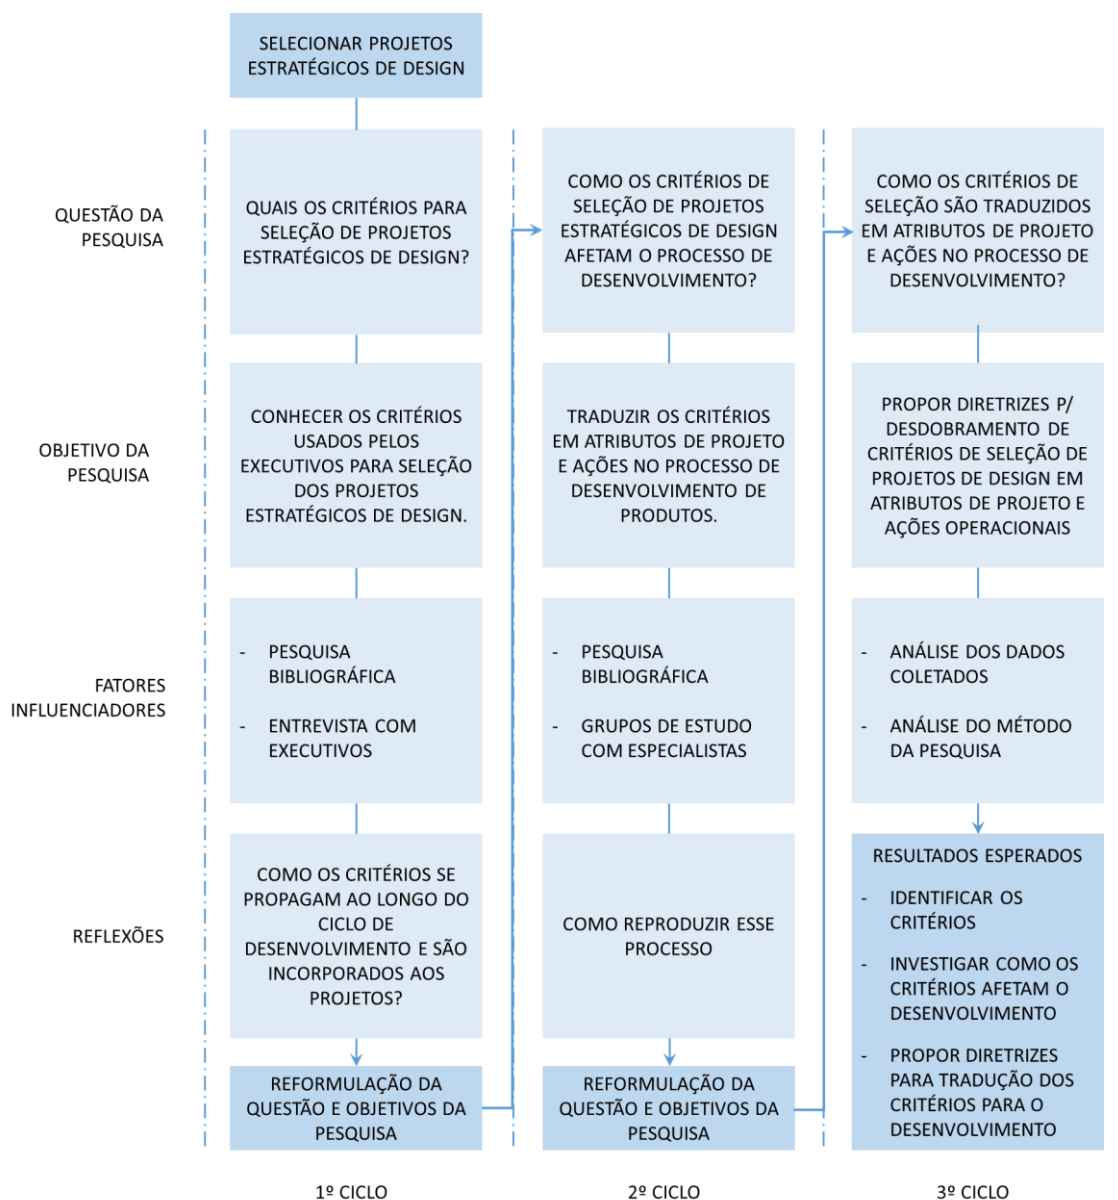 SELECIONAR PROJETOS
ESTRATÉGICOS DE DESIGN
QUESTÃO DA
PESQUISA
QUAIS OS CRITÉRIOS PARA
SELEÇÃO DE PROJETOS
ESTRATÉGICOS DE DESIGN?
COMO OS CRITÉRIOS DE
SELEÇÃO DE PROJETOS
ESTRATÉGICOS DE DESIGN
AFETAM O PROCESSO DE
DESENVOLVIMENTO?
COMO OS CRITÉRIOS DE
SELEÇÃO SÃO TRADUZIDOS
EM ATRIBUTOS DE PROJETO
E AÇÕES NO PROCESSO DE
DESENVOLVIMENTO?
OBJETIVO DA
PESQUISA
CONHECER OS CRITÉRIOS
USADOS PELOS
EXECUTIVOS PARA SELEÇÃO
DOS PROJETOS
ESTRATÉGICOS DE DESIGN.
TRADUZIR OS CRITÉRIOS
EM ATRIBUTOS DE PROJETO
E AÇÕES NO PROCESSO DE
DESENVOLVIMENTO DE
PRODUTOS.
PROPOR DIRETRIZES P/
DESDOBRAMENTO DE
CRITÉRIOS DE SELEÇÃO DE
PROJETOS DE DESIGN EM
ATRIBUTOS DE PROJETO E
AÇÕES OPERACIONAIS
FATORES
INFLUENCIADORES
- PESQUISA
BIBLIOGRÁFICA
- ENTREVISTA COM
EXECUTIVOS
- PESQUISA
BIBLIOGRÁFICA
- GRUPOS DE ESTUDO
COM ESPECIALISTAS
- ANÁLISE DOS DADOS
COLETADOS
- ANÁLISE DO MÉTODO
DA PESQUISA
REFLEXÕES
COMO OS CRITÉRIOS SE
PROPAGAM AO LONGO DO
CICLO DE
DESENVOLVIMENTO E SÃO
INCORPORADOS AOS
PROJETOS?
COMO REPRODUZIR ESSE
PROCESSO
RESULTADOS ESPERADOS
- IDENTIFICAR OS
CRITÉRIOS
- INVESTIGAR COMO OS
CRITÉRIOS AFETAM O
DESENVOLVIMENTO
- PROPOR DIRETRIZES
PARA TRADUÇÃO DOS
CRITÉRIOS PARA O
DESENVOLVIMENTO
REFORMULAÇÃO DA
QUESTÃO E OBJETIVOS DA
PESQUISA
REFORMULAÇÃO DA
QUESTÃO E OBJETIVOS DA
PESQUISA
1º CICLO
2º CICLO
3º CICLO